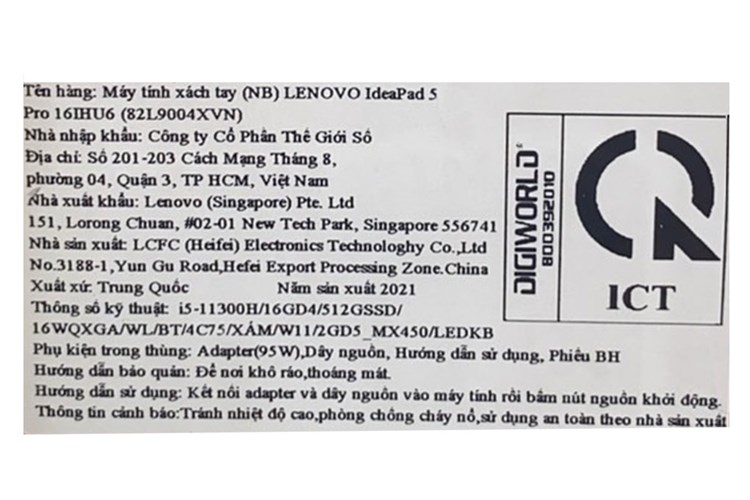 Tên hàng: Máy tính xách tay (NB) LENOVO IdeaPad 5
Pro 16IHU6 (82L9004XVN)
Nhà nhập khẩu: Công ty Cổ Phần Thế Giới Số
Địa chỉ: Số 201-203 Cách Mạng Tháng 8,
phường 04, Quận 3, TP HCM, Việt Nam
Nhà xuất khẩu: Lenovo (Singapore) Pte. Ltd
151, Lorong Chuan, #02-01 New Tech Park, Singapore 556741
Nhà sản xuất: LCFC (Heifei) Electronics Technologhy Co.,Ltd
No.3188-1,Yun Gu Road,Hefei Export Processing Zone.China
Xuất xứ: Trung Quốc Năm sản xuất 2021
Thông số kỹ thuật: i5-11300H/16GD4/512GSSD/
16WQXGA/WL/BT/4C75/XÁM/W11/2GD5_MX450/LEDKB
Phụ kiện trong thùng: Adapter(95W),Dây nguồn, Hướng dẫn sử dụng, Phiếu BH
Hướng dẫn bảo quản: Để nơi khô ráo,thoáng mát.
Hướng dẫn sử dụng: Kết nối adapter và dây nguồn vào máy tính rồi bấm nút nguồn khởi động.
Thông tin cảnh báo:Tránh nhiệt độ cao,phòng chống cháy nổ,sử dụng an toàn theo nhà sản xuất
DIGIWORLD
800392010
ICT